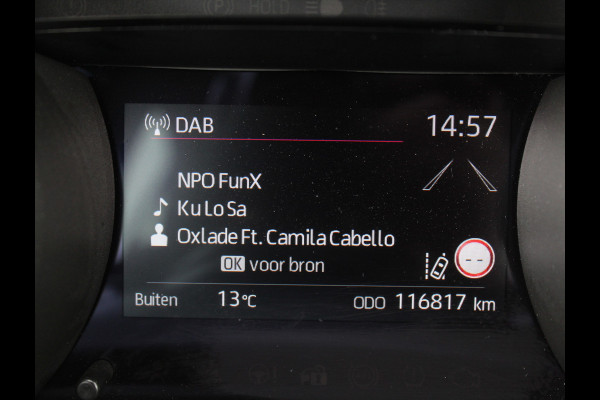 HOLD
DAB 14:57
NPO FunX
Ku Lo Sa
Oxlade Ft. Camila Cabello
OK voor bron
--
Buiten 13°C ODO 116817 km